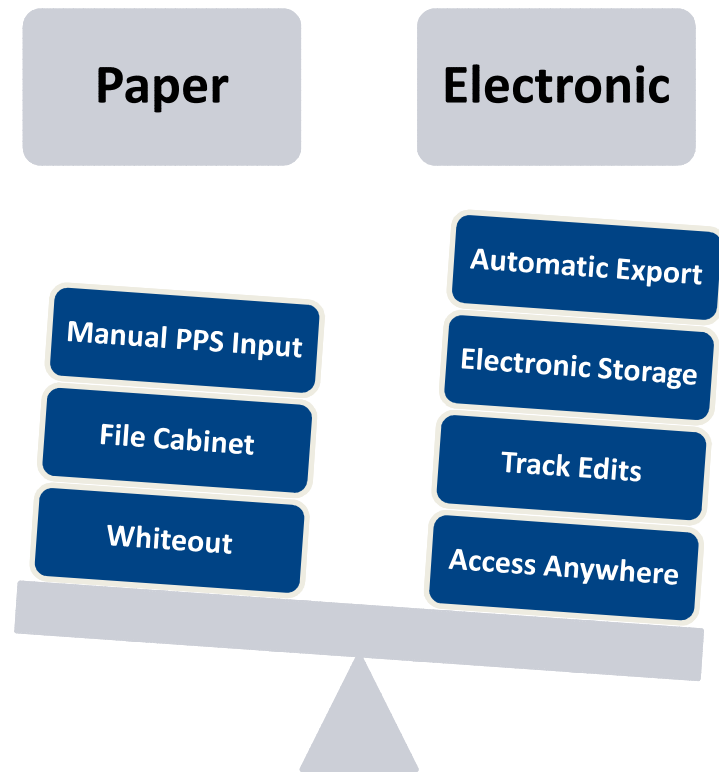 Paper
Electronic
Manual PPS Input
File Cabinet
Whiteout
Automatic Export
Electronic Storage
Track Edits
Access Anywhere